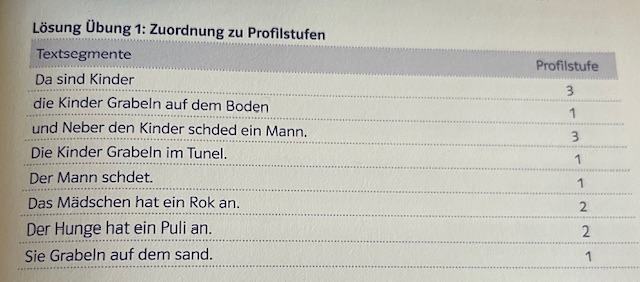 Lösung Übung 1: Zuordnung zu Profilstufen
Textsegmente Profilstufe
Da sind Kinder 3
die Kinder Grabeln auf dem Boden 1
und Neber den Kinder schded ein Mann. 3
Die Kinder Grabeln im Tunel. 1
Der Mann schdet. 1
Das Mädschen hat ein Rok an. 2
Der Hunge hat ein Puli an. 2
Sie Grabeln auf dem sand. 1